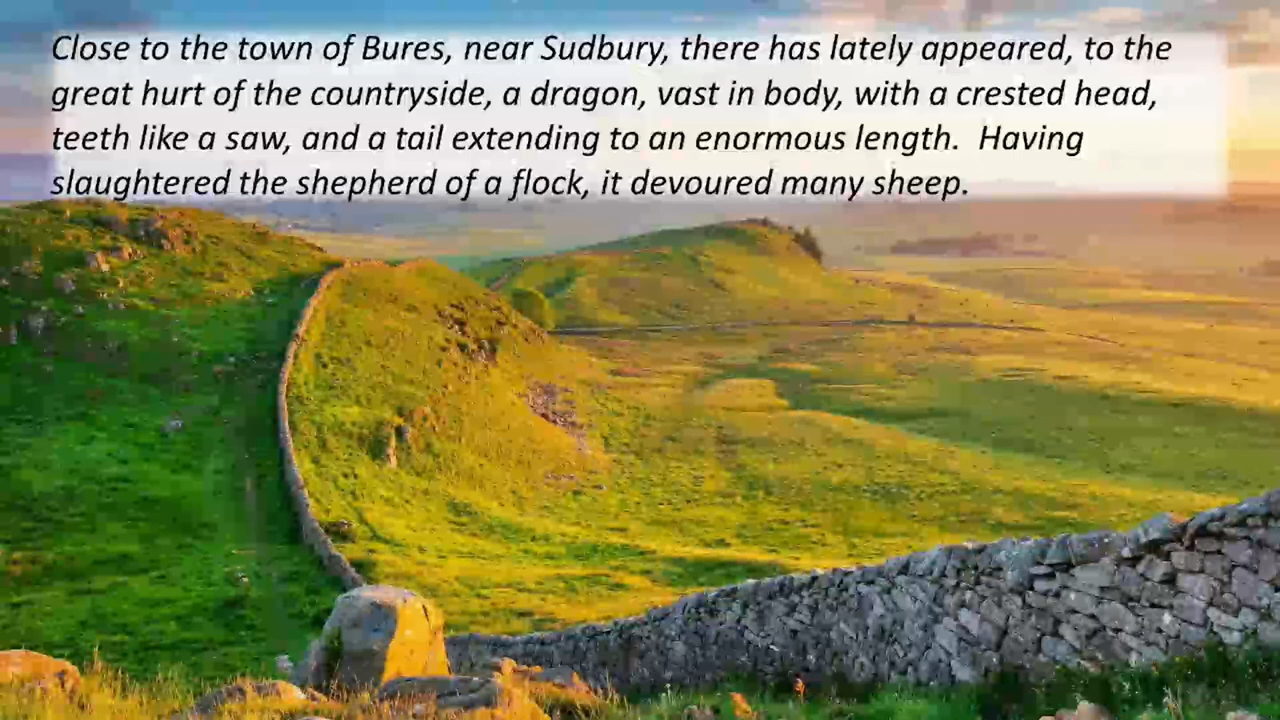 Close to the town of Bures, near Sudbury, there has lately appeared, to the
great hurt of the countryside, a dragon, vast in body, with a crested head,
teeth like a saw, and a tail extending to an enormous length.  Having
slaughtered the shepherd of a flock, it devoured many sheep.